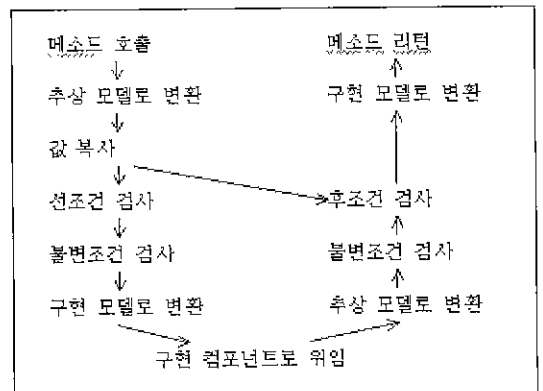 메소드 호출
추상 모델로 변환
값 복사
선조건 검사
불변조건 검사
구현 모델로 변환
구현 컴포넌트로 위임
추상 모델로 변환
불변조건 검사
후조건 검사
구현 모델로 변환
메소드 리턴